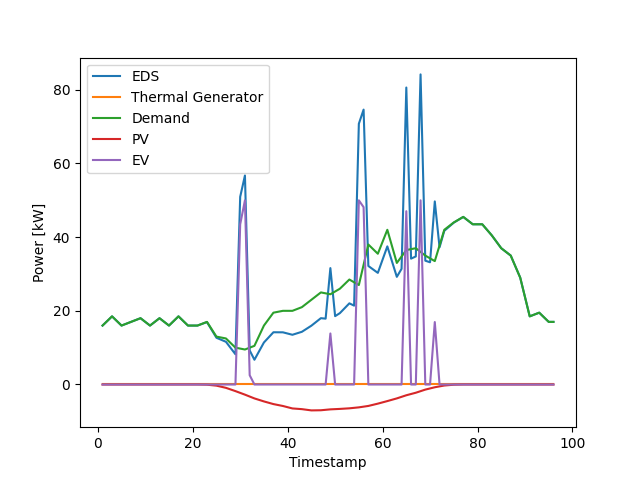 EDS
Thermal Generator
Demand
PV
EV
Power [kW]
80
60
40
20
0
0 20 40 60 80 100
Timestamp